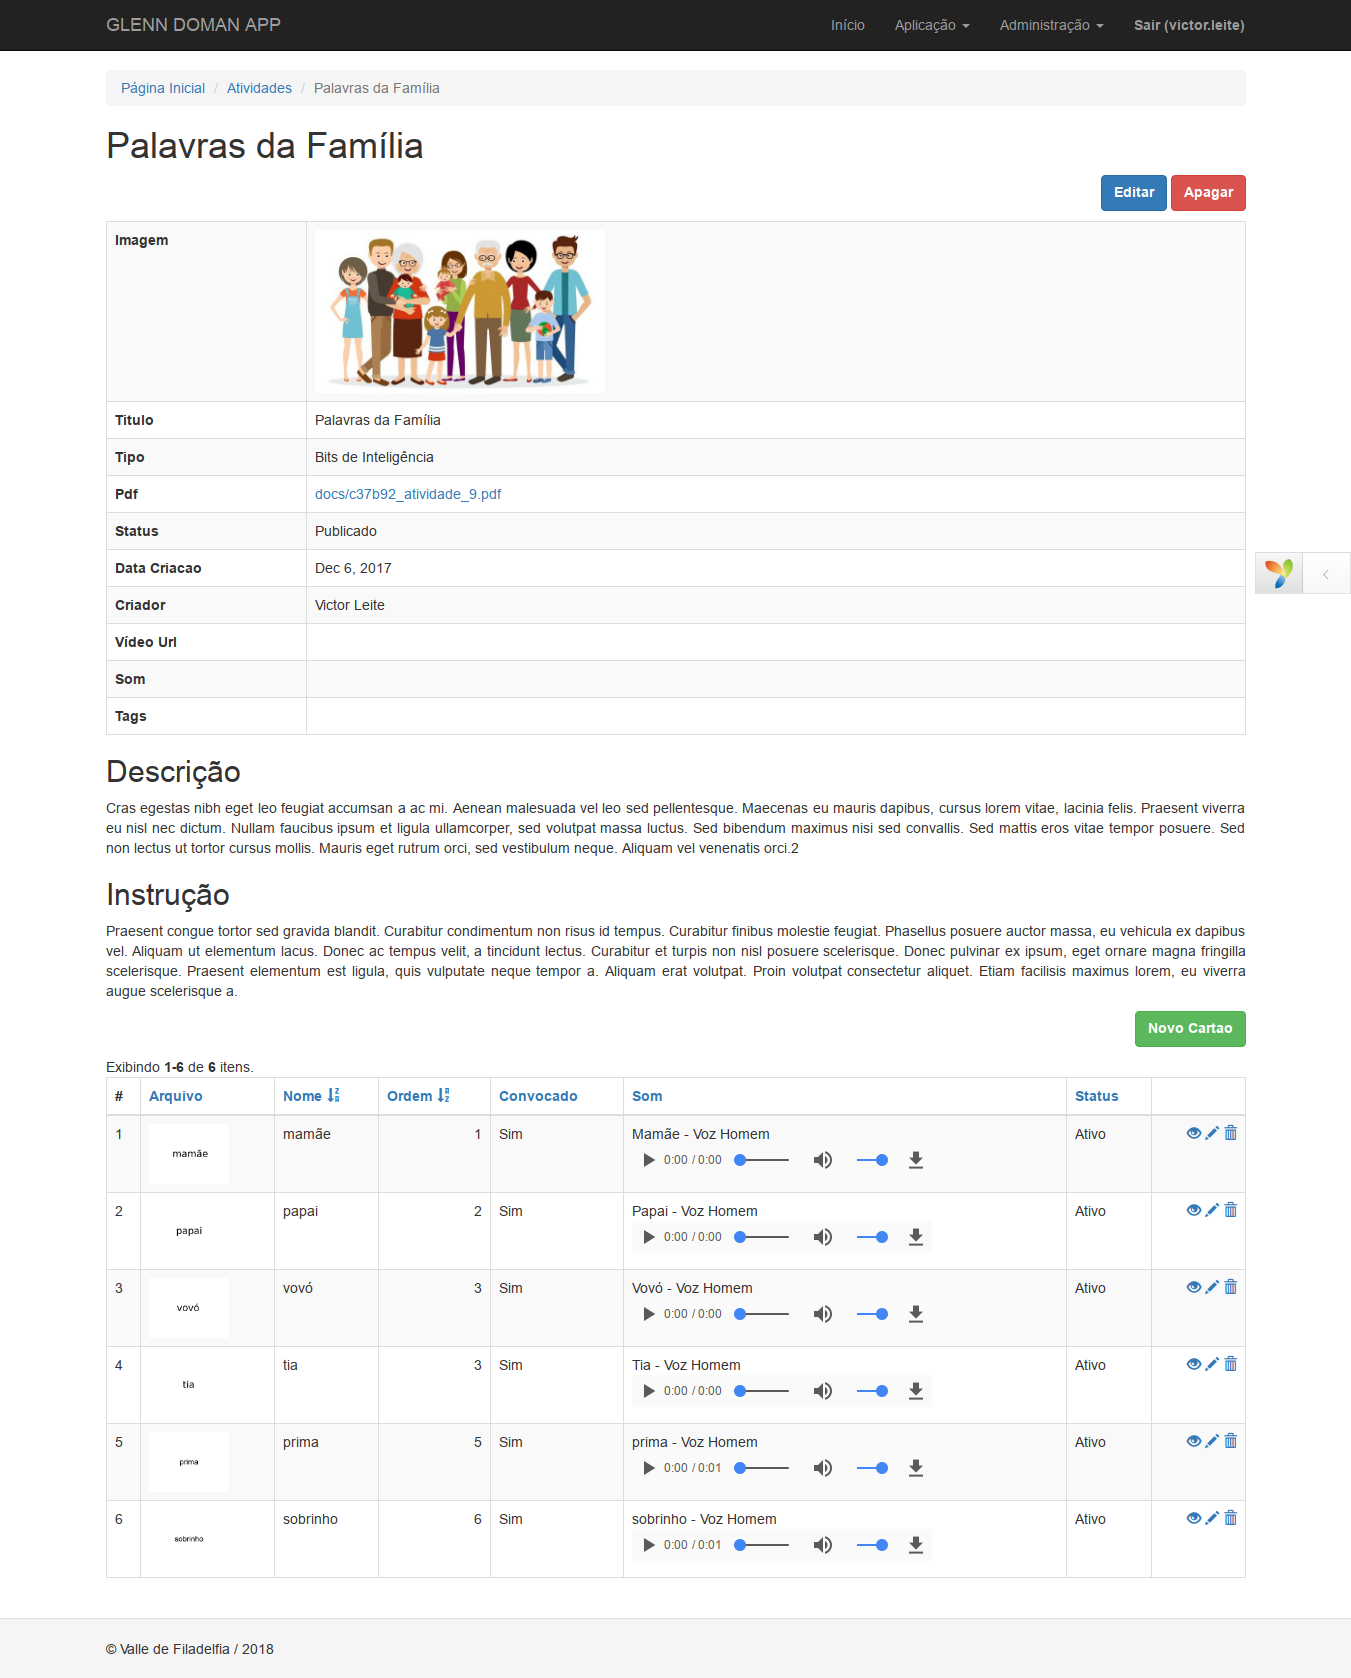 GLENN DOMAN APP Início Aplicação Administração Sair (victor.leite)
Página Inicial / Atividades / Palavras da Família
Palavras da Família
Editar Apagar
Imagem
Titulo Palavras da Família
Tipo Bits de Inteligência
Pdf docs/c37b92_atividade_9.pdf
Status Publicado
Data Criacao Dec 6, 2017
Criador Victor Leite
Vídeo Url
Som
Tags
Descrição
Cras egestas nibh eget leo feugiat accumsan a ac mi. Aenean malesuada vel leo sed pellentesque. Maecenas eu mauris dapibus, cursus lorem vitae, lacinia felis. Praesent viverra
eu nisl nec dictum. Nullam faucibus ipsum et ligula ullamcorper, sed volutpat massa luctus. Sed bibendum maximus nisi sed convallis. Sed mattis eros vitae tempor posuere. Sed
non lectus ut tortor cursus mollis. Mauris eget rutrum orci, sed vestibulum neque. Aliquam vel venenatis orci.2
Instrução
Praesent congue tortor sed gravida blandit. Curabitur condimentum non risus id tempus. Curabitur finibus molestie feugiat. Phasellus posuere auctor massa, eu vehicula ex dapibus
vel. Aliquam ut elementum lacus. Donec ac tempus velit, a tincidunt lectus. Curabitur et turpis non nisl posuere scelerisque. Donec pulvinar ex ipsum, eget ornare magna fringilla
scelerisque. Praesent elementum est ligula, quis vulputate neque tempor a. Aliquam erat volutpat. Proin volutpat consectetur aliquet. Etiam facilisis maximus lorem, eu viverra
augue scelerisque a.
Novo Cartao
Exibindo 1-6 de 6 itens.
# Arquivo Nome Ordem Convocado Som Status
1 mamãe mamãe 1 Sim Mamãe - Voz Homem Ativo
0:00 / 0:00
2 papai papai 2 Sim Papai - Voz Homem Ativo
0:00 / 0:00
3 vovó vovó 3 Sim Vovó - Voz Homem Ativo
0:00 / 0:00
4 tia tia 3 Sim Tia - Voz Homem Ativo
0:00 / 0:00
5 prima prima 5 Sim prima - Voz Homem Ativo
0:00 / 0:01
6 sobrinho sobrinho 6 Sim sobrinho - Voz Homem Ativo
0:00 / 0:01
© Valle de Filadelfia / 2018